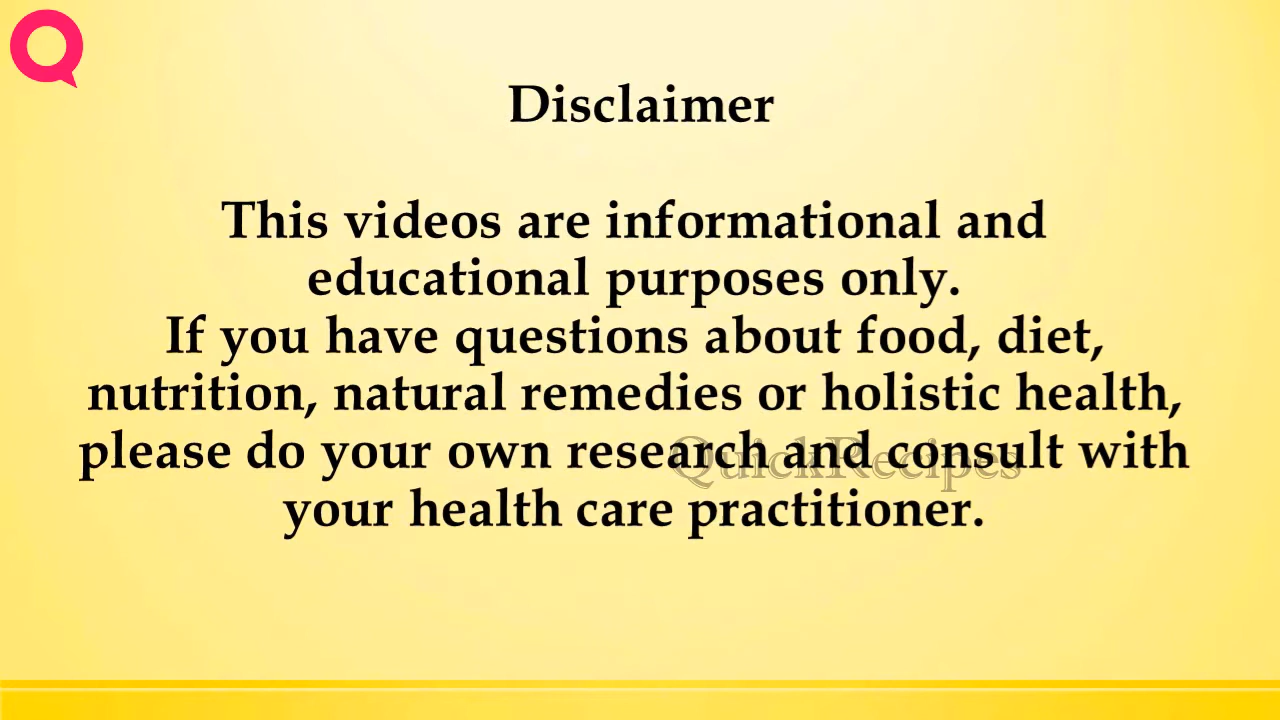 Disclaimer
This videos are informational and
educational purposes only.
If you have questions about food, diet,
nutrition, natural remedies or holistic health,
please do your own research and consult with
QuickRecipes
your health care practitioner.